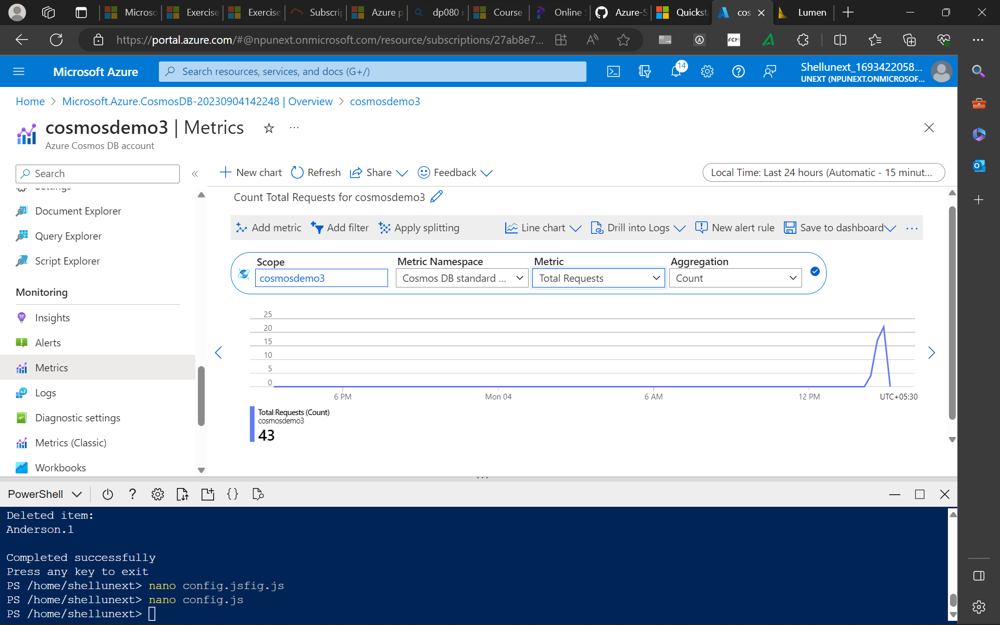 Microso
Exercise
Exercise
Subscrip
Azure p
dp080 r
Course
Online
Azure-S
Quicksta
cos
Lumen
https://portal.azure.com/#@npunext.onmicrosoft.com/resource/subscriptions/27ab8e7...
FCM
Microsoft Azure
Search resources, services, and docs (G+/)
14
Shellunext_1693422058...
UNEXT (NPUNEXT.ONMICROSOF...
Home > Microsoft.Azure.CosmosDB-20230904142248 | Overview > cosmosdemo3
cosmosdemo3 | Metrics
Azure Cosmos DB account
Search
New chart Refresh Share Feedback
Local Time: Last 24 hours (Automatic - 15 minut...
Settings
Document Explorer
Query Explorer
Script Explorer
Monitoring
Insights
Alerts
Metrics
Logs
Diagnostic settings
Metrics (Classic)
Workbooks
Count Total Requests for cosmosdemo3
Add metric Add filter Apply splitting Line chart Drill into Logs New alert rule Save to dashboard ...
Scope Metric Namespace Metric Aggregation
cosmosdemo3 Cosmos DB standard ... Total Requests Count
25
20
15
10
5
0
6 PM Mon 04 6 AM 12 PM UTC+05:30
Total Requests (Count)
cosmosdemo3
43
PowerShell
Deleted item:
Anderson.1
Completed successfully
Press any key to exit
PS /home/shellunext> nano config.jsfig.js
PS /home/shellunext> nano config.js
PS /home/shellunext>